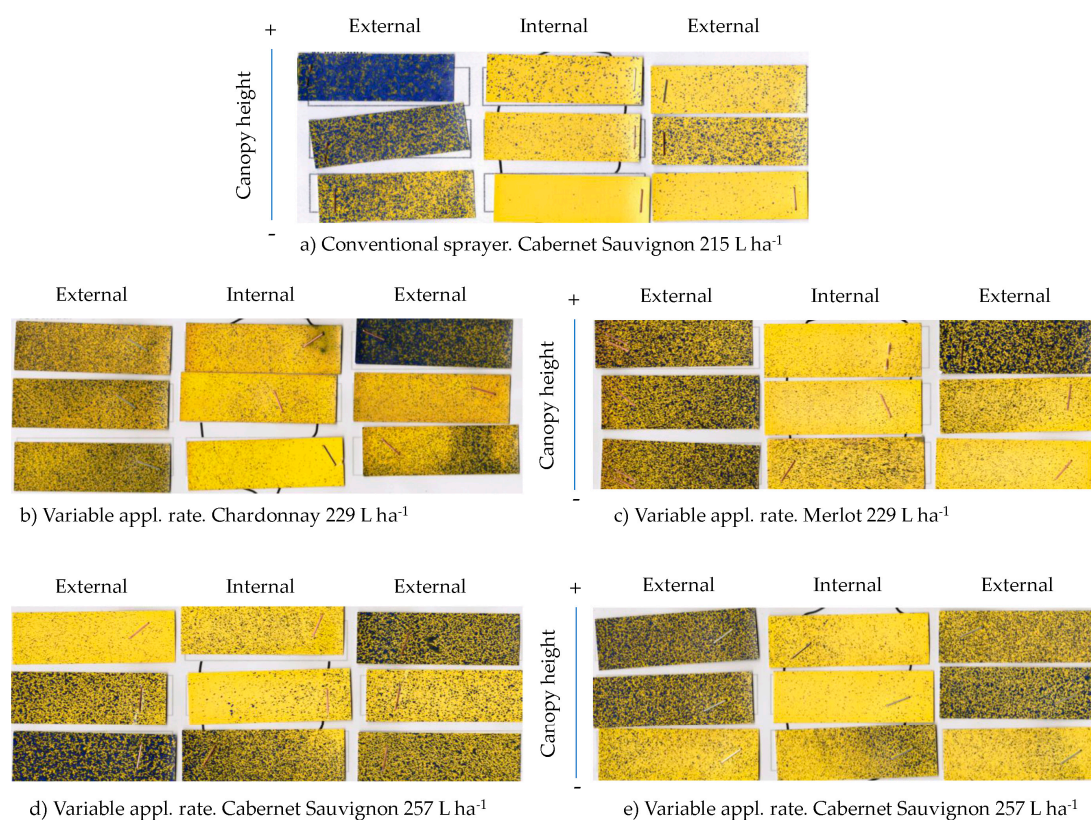 External Internal External
+
Canopy height
-
a) Conventional sprayer. Cabernet Sauvignon 215 L ha⁻¹
External Internal External
+ External Internal External
Canopy height
-
b) Variable appl. rate. Chardonnay 229 L ha⁻¹
c) Variable appl. rate. Merlot 229 L ha⁻¹
External Internal External
+ External Internal External
Canopy height
-
d) Variable appl. rate. Cabernet Sauvignon 257 L ha⁻¹
e) Variable appl. rate. Cabernet Sauvignon 257 L ha⁻¹